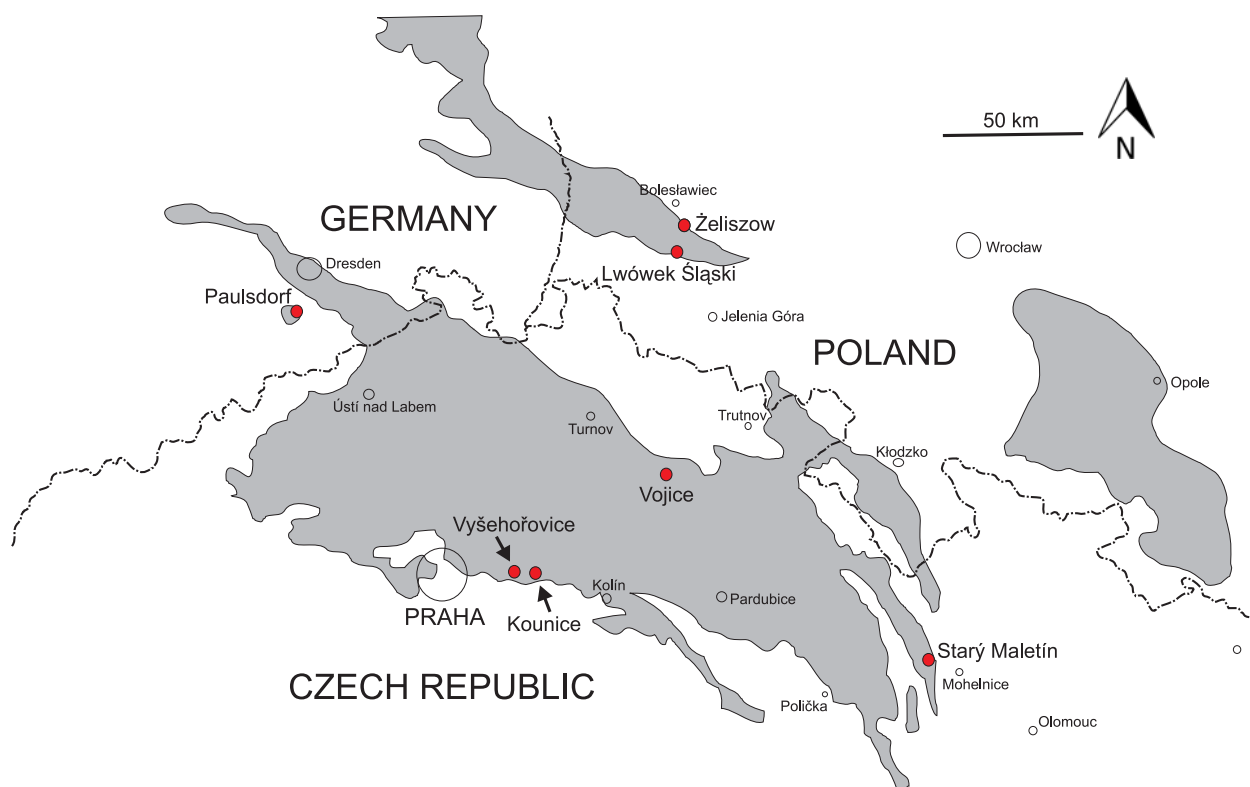 50 km
N
Bolesławiec
Żeliszow
GERMANY
Wrocław
Dresden
Lwówek Śląski
Paulsdorf
Jelenia Góra
POLAND
Opole
Ústí nad Labem
Turnov
Trutnov
Kłodzko
Vojice
Vyšehořovice
Kolín
Pardubice
PRAHA
Kounice
Starý Maletín
CZECH REPUBLIC
Mohelnice
Polička
Olomouc